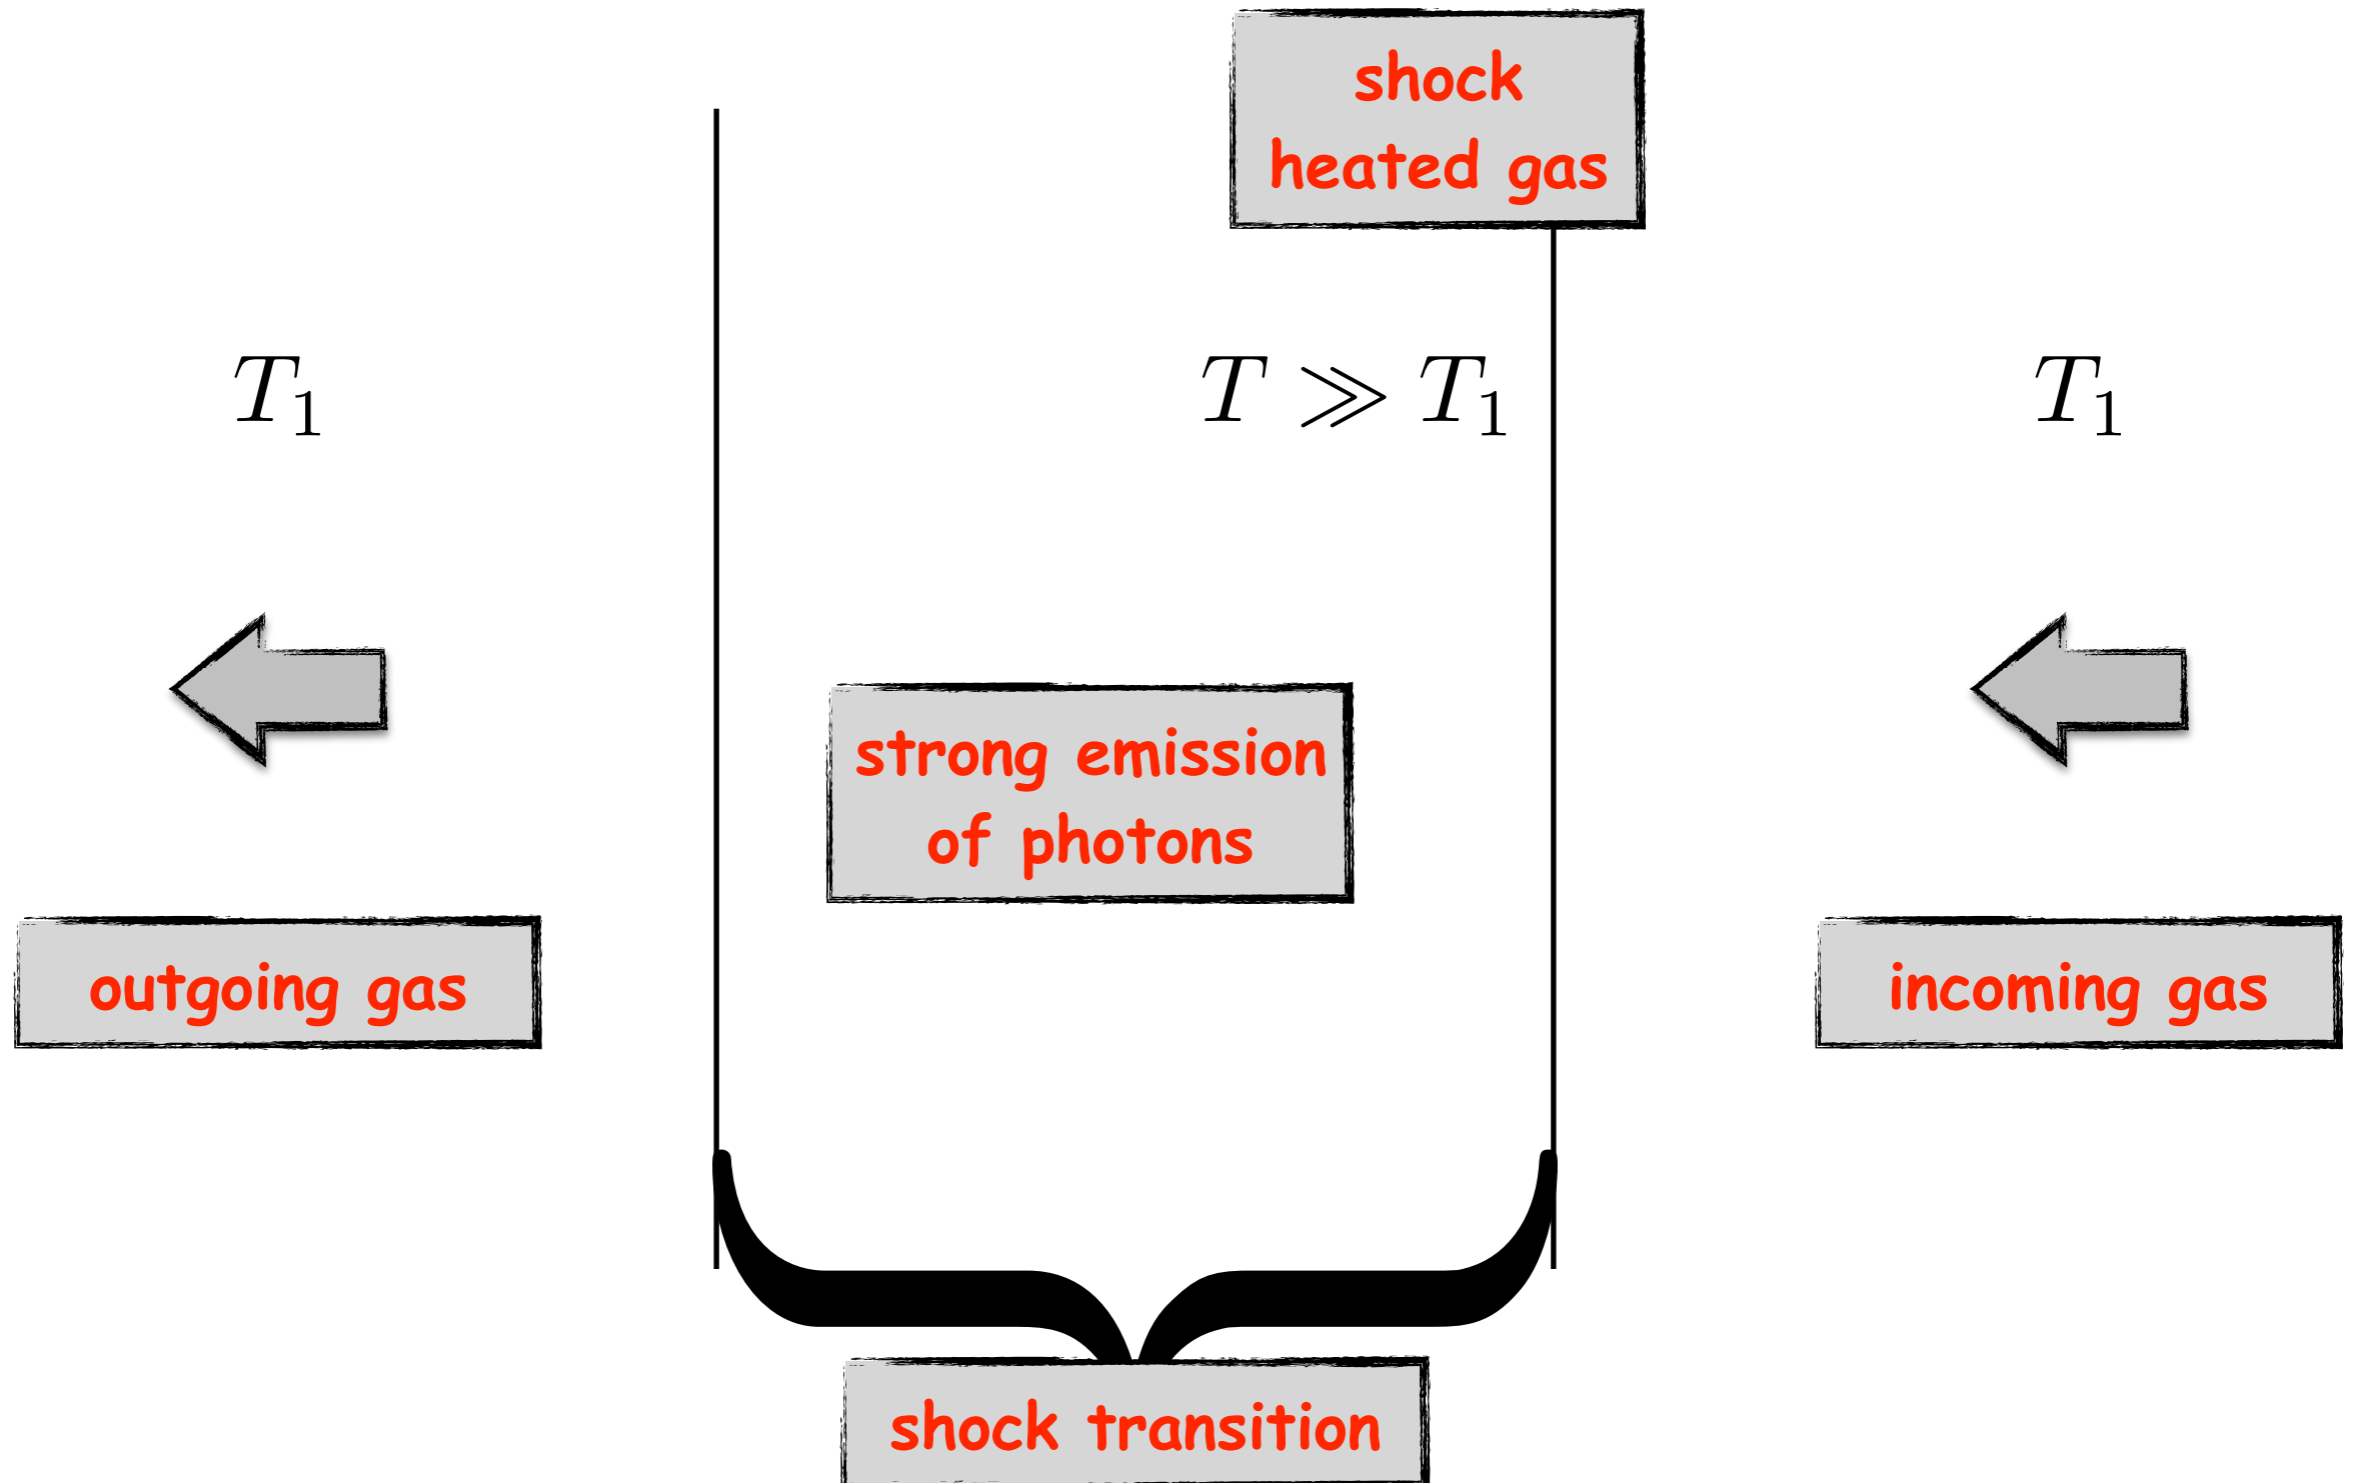 shock
heated gas
T₁
T ≫ T₁
T₁
strong emission
of photons
outgoing gas
incoming gas
shock transition